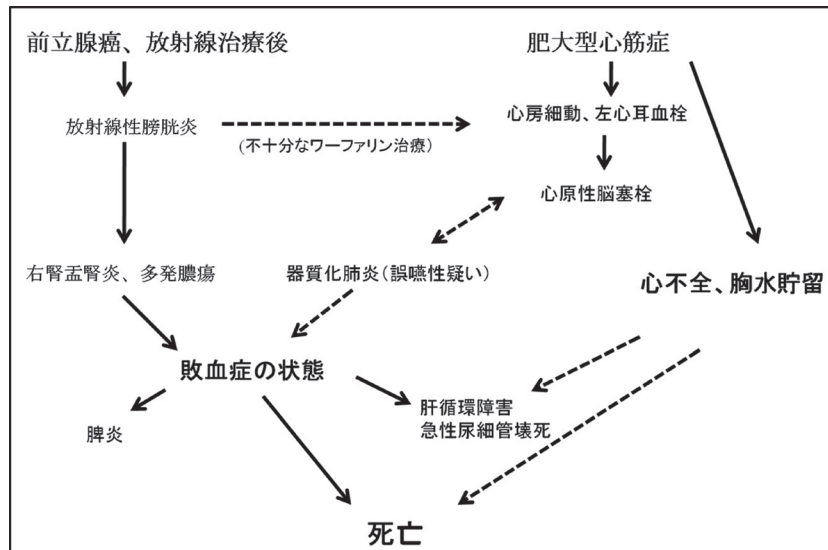 前立腺癌、放射線治療後
肥大型心筋症
放射線性膀胱炎
(不十分なワーファリン治療)
心房細動、左心耳血栓
心原性脳塞栓
右腎盂腎炎、多発膿瘍
器質化肺炎(誤嚥性疑い)
心不全、胸水貯留
敗血症の状態
肝循環障害
急性尿細管壊死
脾炎
死亡